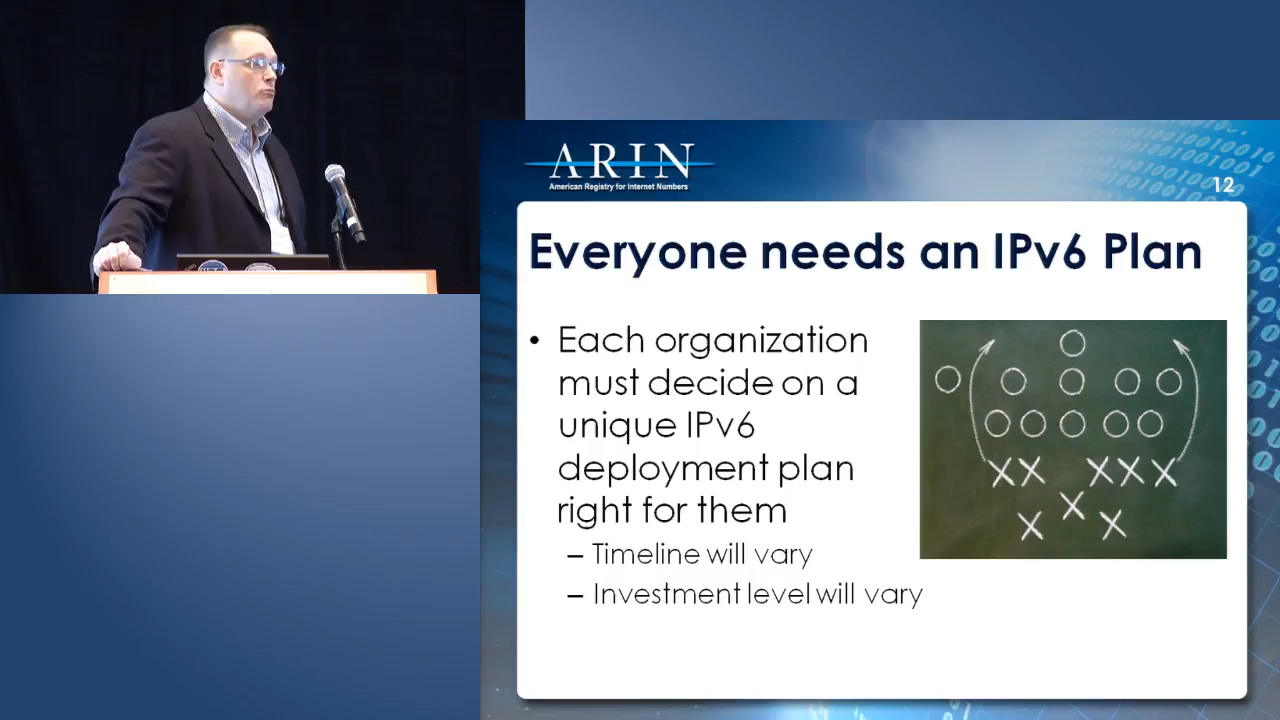 ARIN
American Registry for Internet Numbers
12
Everyone needs an IPv6 Plan
• Each organization
must decide on a
unique IPv6
deployment plan
right for them
– Timeline will vary
– Investment level will vary